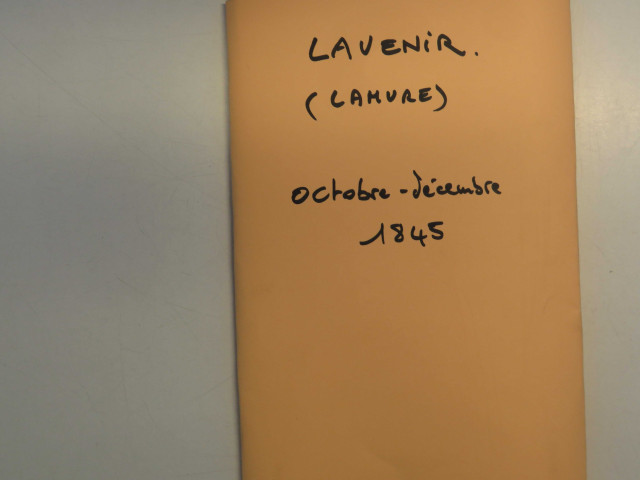 LAVENIR.
(LAMURE)
octobre - décembre
1845